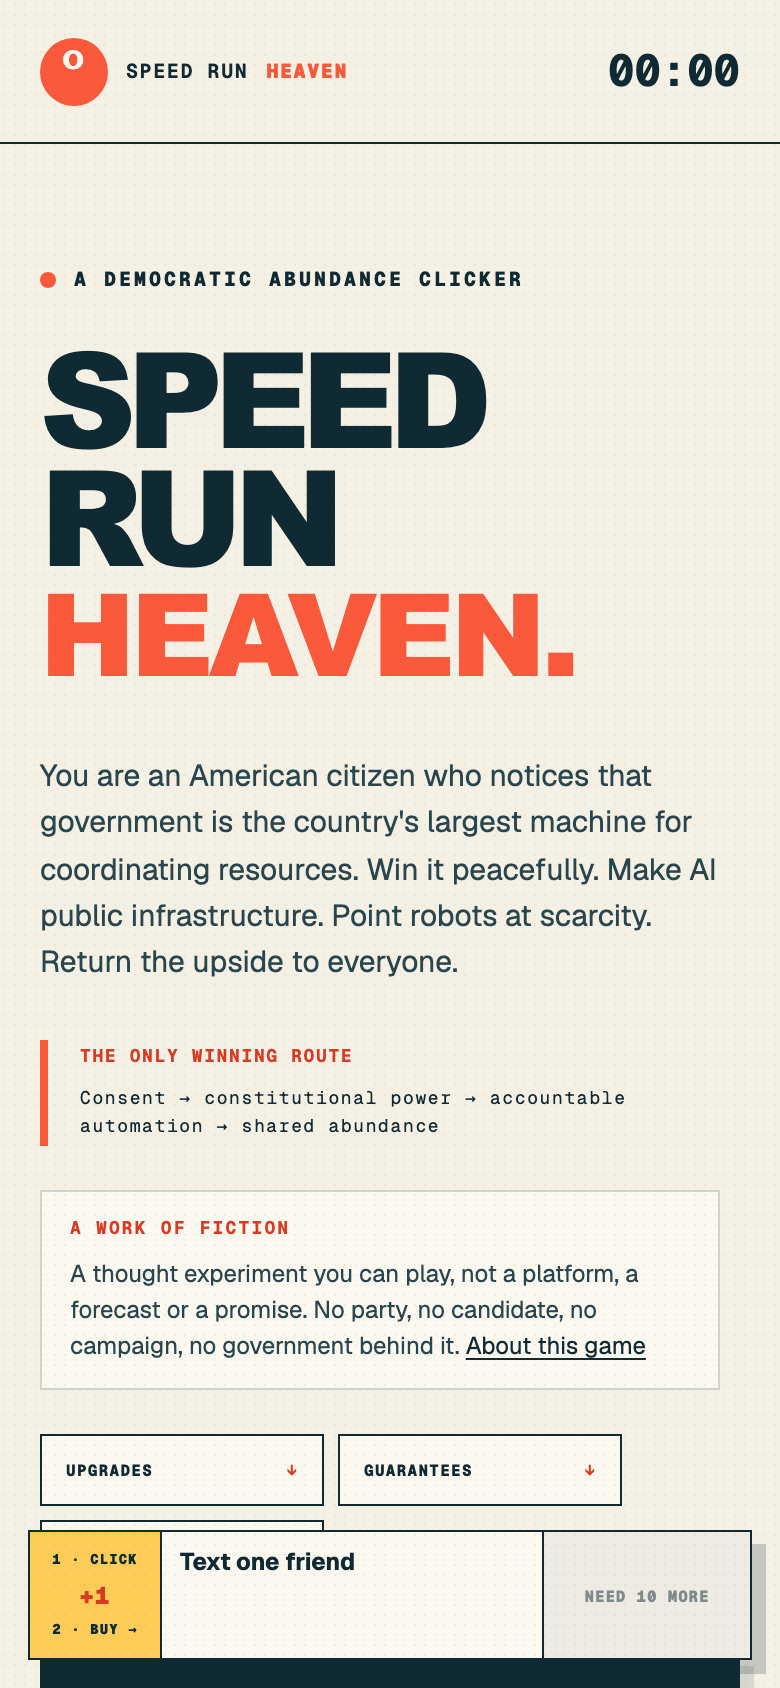 o
SPEED RUN HEAVEN
00:00
A DEMOCRATIC ABUNDANCE CLICKER
SPEED
RUN
HEAVEN.
You are an American citizen who notices that
government is the country's largest machine for
coordinating resources. Win it peacefully. Make AI
public infrastructure. Point robots at scarcity.
Return the upside to everyone.
THE ONLY WINNING ROUTE
Consent → constitutional power → accountable
automation → shared abundance
A WORK OF FICTION
A thought experiment you can play, not a platform, a
forecast or a promise. No party, no candidate, no
campaign, no government behind it. About this game
UPGRADES ↓
GUARANTEES ↓
1 · CLICK
+1
2 · BUY →
Text one friend
NEED 10 MORE